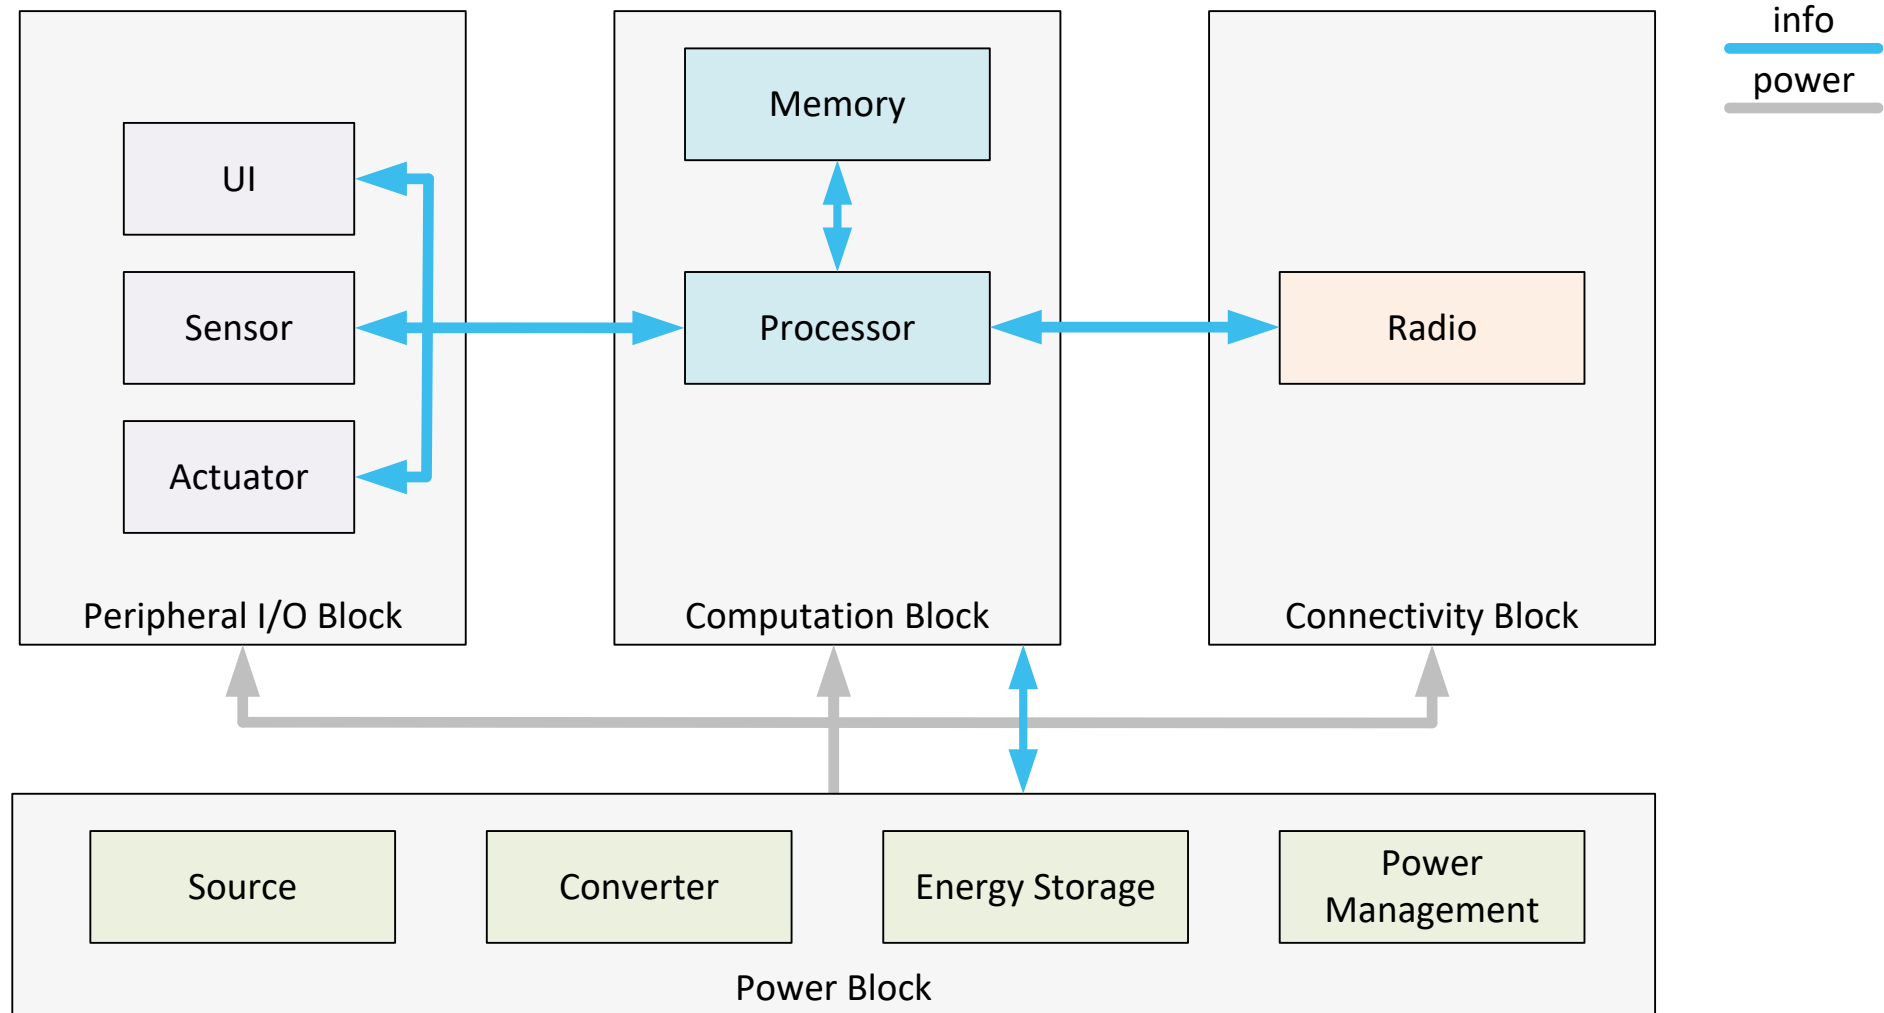 info
power
Memory
UI
Sensor
Processor
Radio
Actuator
Peripheral I/O Block
Computation Block
Connectivity Block
Source
Converter
Energy Storage
Power
Management
Power Block